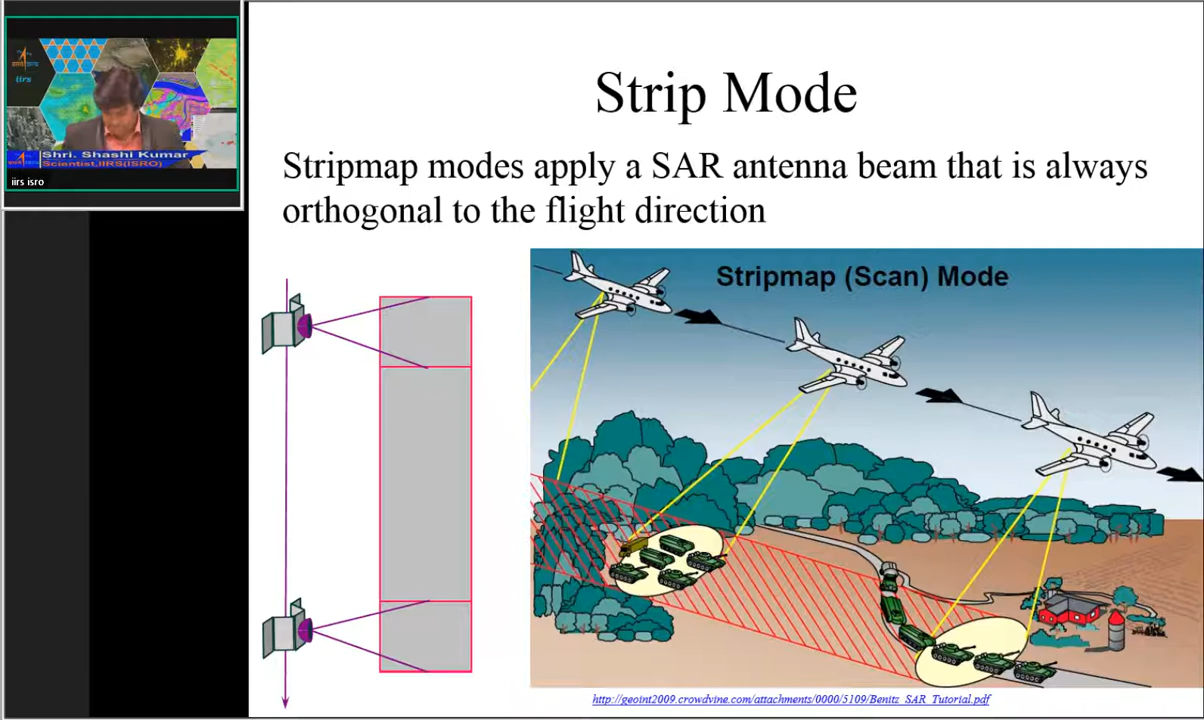 Strip Mode
Stripmap modes apply a SAR antenna beam that is always
orthogonal to the flight direction
Stripmap (Scan) Mode
http://geoint2009.crowdvine.com/attachments/0000/5109/Benitz_SAR_Tutorial.pdf
iirs
Shri. Shashi Kumar
Scientist,IIRS(ISRO)
iirs isro